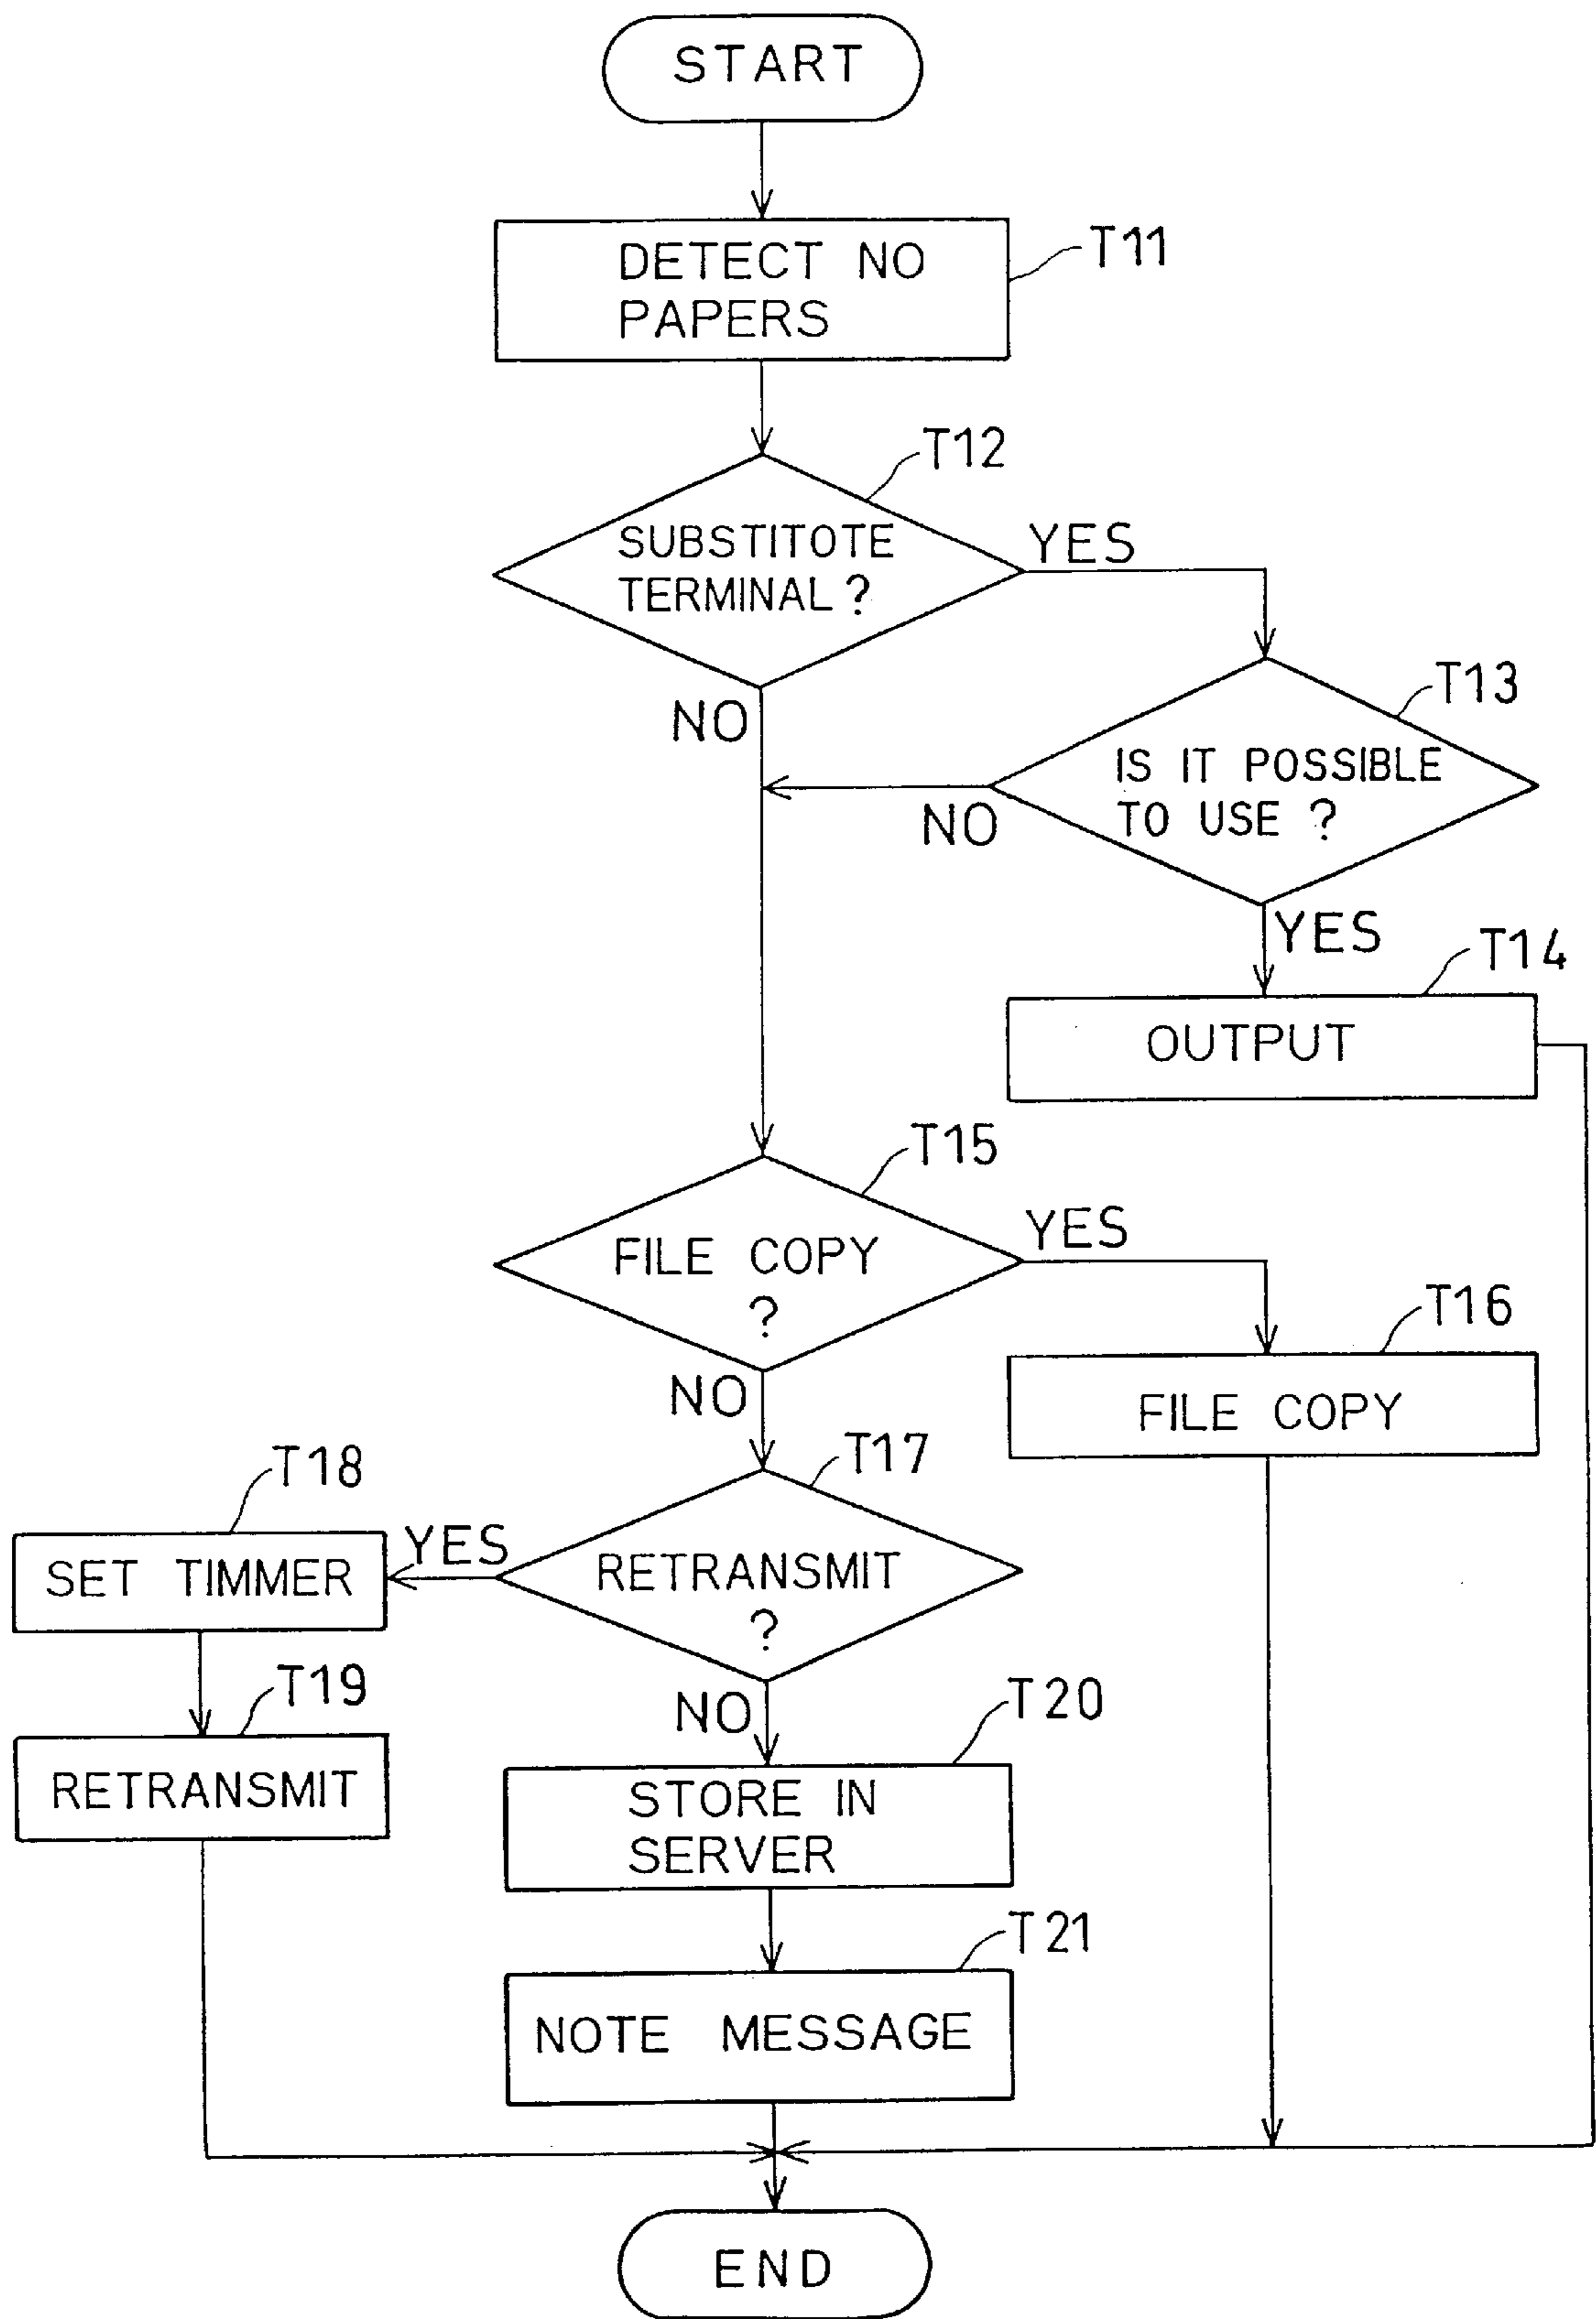 START
T11
DETECT NO
PAPERS
T12
SUBSTITOTE
TERMINAL?
YES
NO
T13
IS IT POSSIBLE
TO USE ?
NO
YES
T14
OUTPUT
T15
FILE COPY
?
YES
NO
T16
FILE COPY
T17
RETRANSMIT
?
YES
NO
T18
SET TIMMER
T19
RETRANSMIT
T20
STORE IN
SERVER
T21
NOTE MESSAGE
END